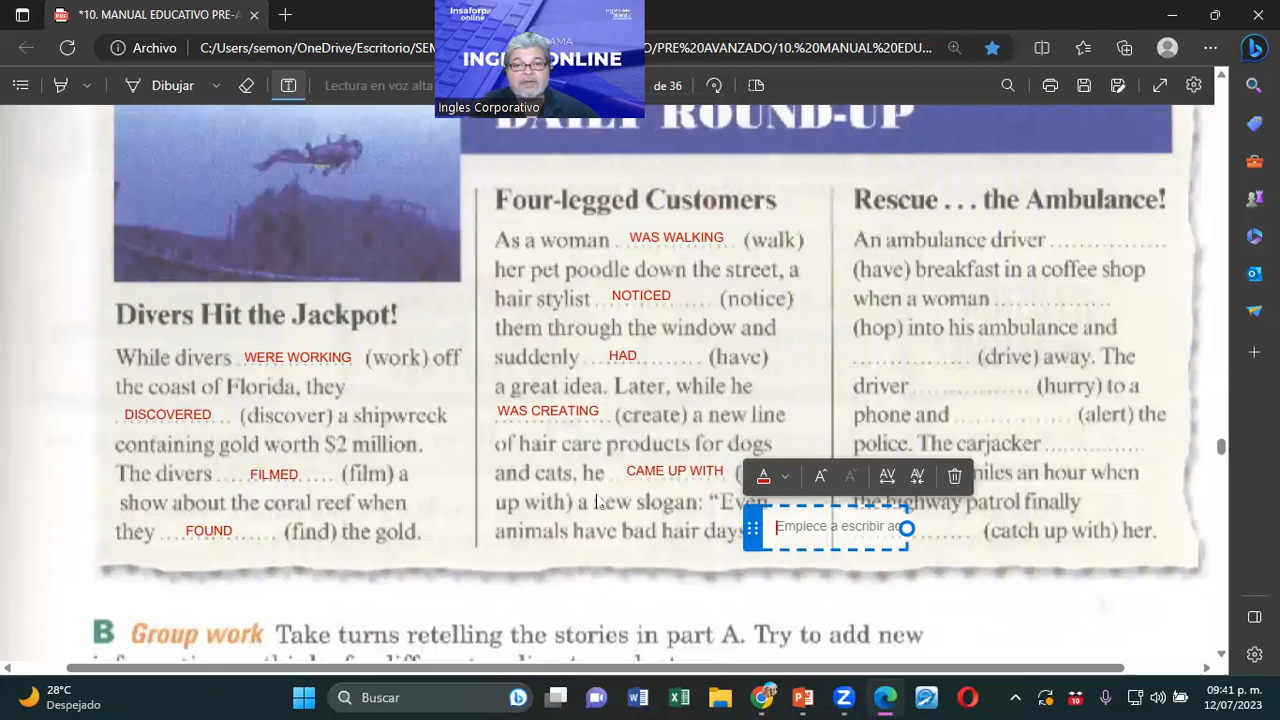 *10. MANUAL EDUCATIVO PRE-A
Archivo
C:/Users/semor/OneDrive/Escritorio/SEM
O/PRE%20AVANZADO/10.%20MANUAL%20EDU...
Dibujar
Lectura en voz alta
de 36
Insaforp
online
INGL ONLINE
Ingles Corporativo
DAILY ROUND-UP
Divers Hit the Jackpot!
While divers WERE WORKING (work) off
the coast of Florida, they
DISCOVERED (discover) a shipwreck
containing gold worth $2 million.
The divers FILMED (film) a
show about the coral reef when
they FOUND (find) the gold.
Four-legged Customers
As a woman WAS WALKING (walk)
her pet poodle down the street, a
hair stylist NOTICED (notice)
them through the window and
suddenly HAD (have)
a great idea. Later, while he
WAS CREATING (create) a new line
of hair care products for dogs
and cats, he CAME UP WITH (
up with) a new slogan: “Even
animals have bad hair days
Rescue . . . the Ambulance!
An ambulance driver
(have) breakfast in a coffee shop
when a woman
(hop) into his ambulance and
(drive) away. The
driver (hurry) to a
phone and (alert) the
police. The carjacker
miles an hour when
the highway patrol finally
(catch up with) her.
Empiece a escribir ac
B Group work Take turns retelling the stories in part A. Try to add new
28°C
Despejado
Buscar
09:41 p. m.
12/07/2023